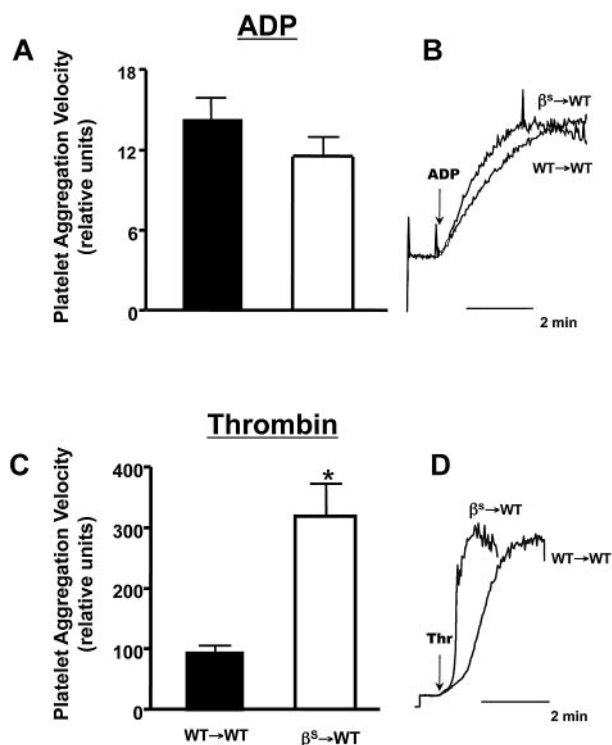 ADP
A
B
Platelet Aggregation Velocity
(relative units)
18
12
6
0
βˢ→WT
WT→WT
ADP
2 min
Thrombin
C
D
Platelet Aggregation Velocity
(relative units)
400
300
200
100
0
*
WT→WT
βˢ→WT
βˢ→WT
WT→WT
Thr
2 min